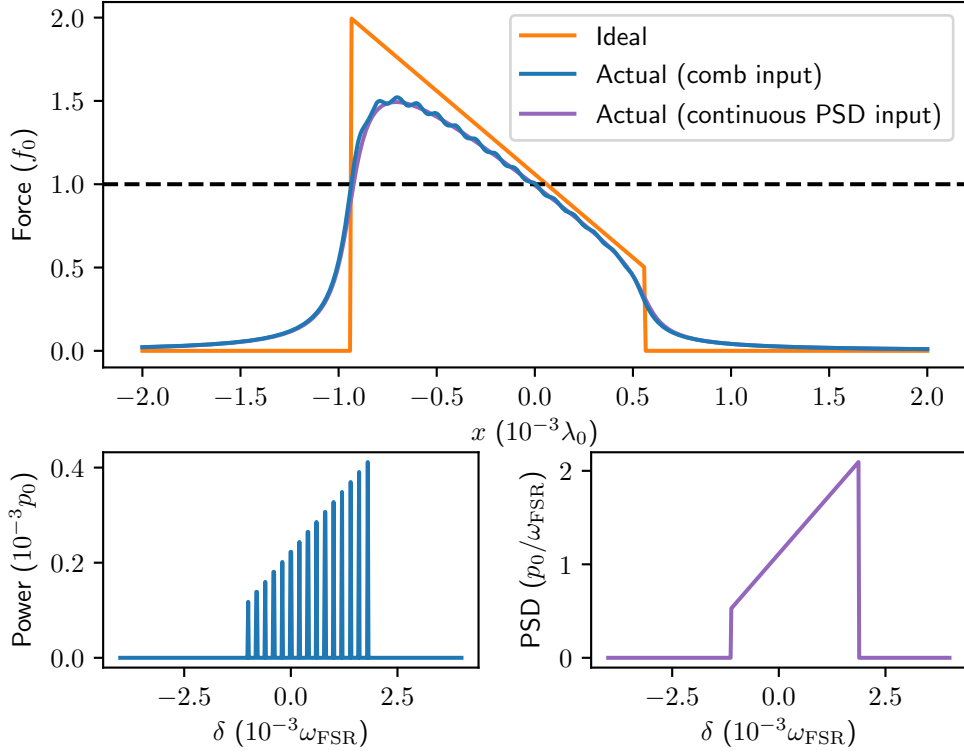 2.0
1.5
1.0
0.5
0.0
Force (f₀)
Ideal
Actual (comb input)
Actual (continuous PSD input)
−2.0 −1.5 −1.0 −0.5 0.0 0.5 1.0 1.5 2.0
x (10⁻³λ₀)
0.4
0.2
0.0
Power (10⁻³p₀)
−2.5 0.0 2.5
δ (10⁻³ω_FSR)
2
1
0
PSD (p₀/ω_FSR)
−2.5 0.0 2.5
δ (10⁻³ω_FSR)